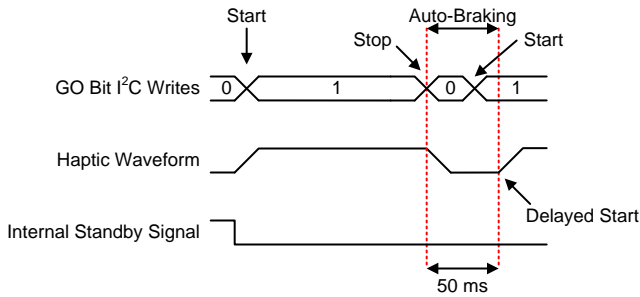 Start
Auto-Braking
Stop
Start
GO Bit I²C Writes
0
1
0
1
Haptic Waveform
Delayed Start
Internal Standby Signal
50 ms